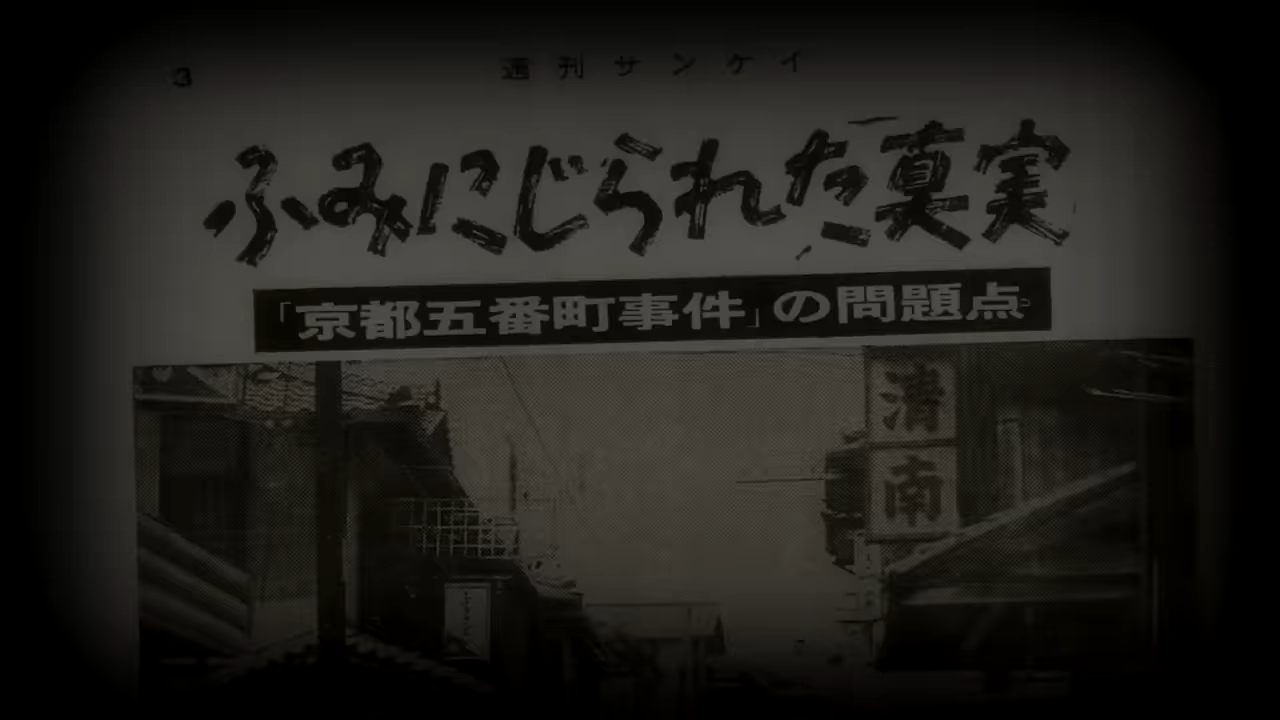 3
週刊サンケイ
ふみにじられた真実
「京都五番町事件」の問題点
清南